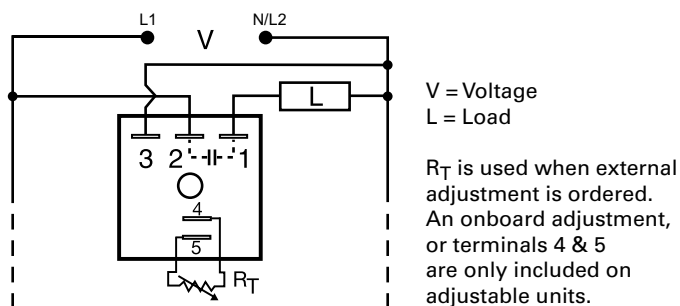 L1
V
N/L2
L
3
2
1
4
5
RT
V = Voltage
L = Load
RT is used when external
adjustment is ordered.
An onboard adjustment,
or terminals 4 & 5
are only included on
adjustable units.